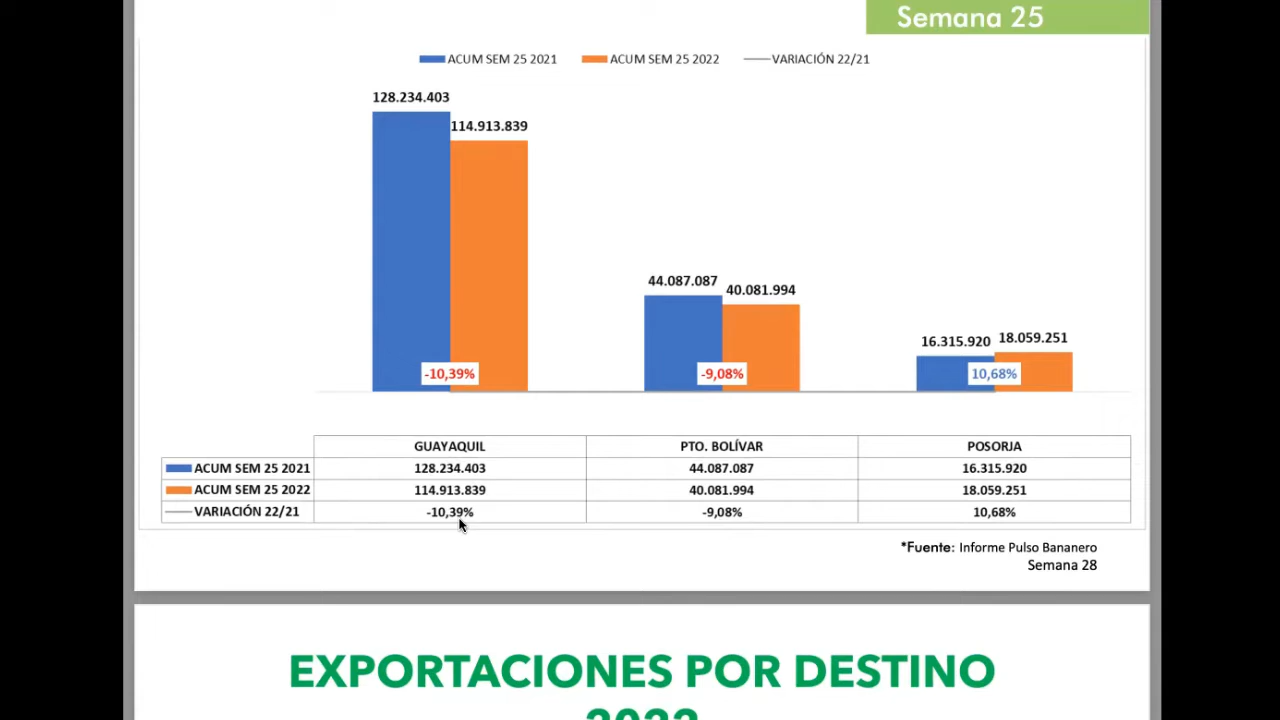 Semana 25
ACUM SEM 25 2021 ACUM SEM 25 2022 VARIACIÓN 22/21
128.234.403
114.913.839
44.087.087
40.081.994
16.315.920
18.059.251
-10,39%
-9,08%
10,68%
GUAYAQUIL PTO. BOLÍVAR POSORJA
ACUM SEM 25 2021 128.234.403 44.087.087 16.315.920
ACUM SEM 25 2022 114.913.839 40.081.994 18.059.251
VARIACIÓN 22/21 -10,39% -9,08% 10,68%
*Fuente: Informe Pulso Bananero
Semana 28
EXPORTACIONES POR DESTINO
2022